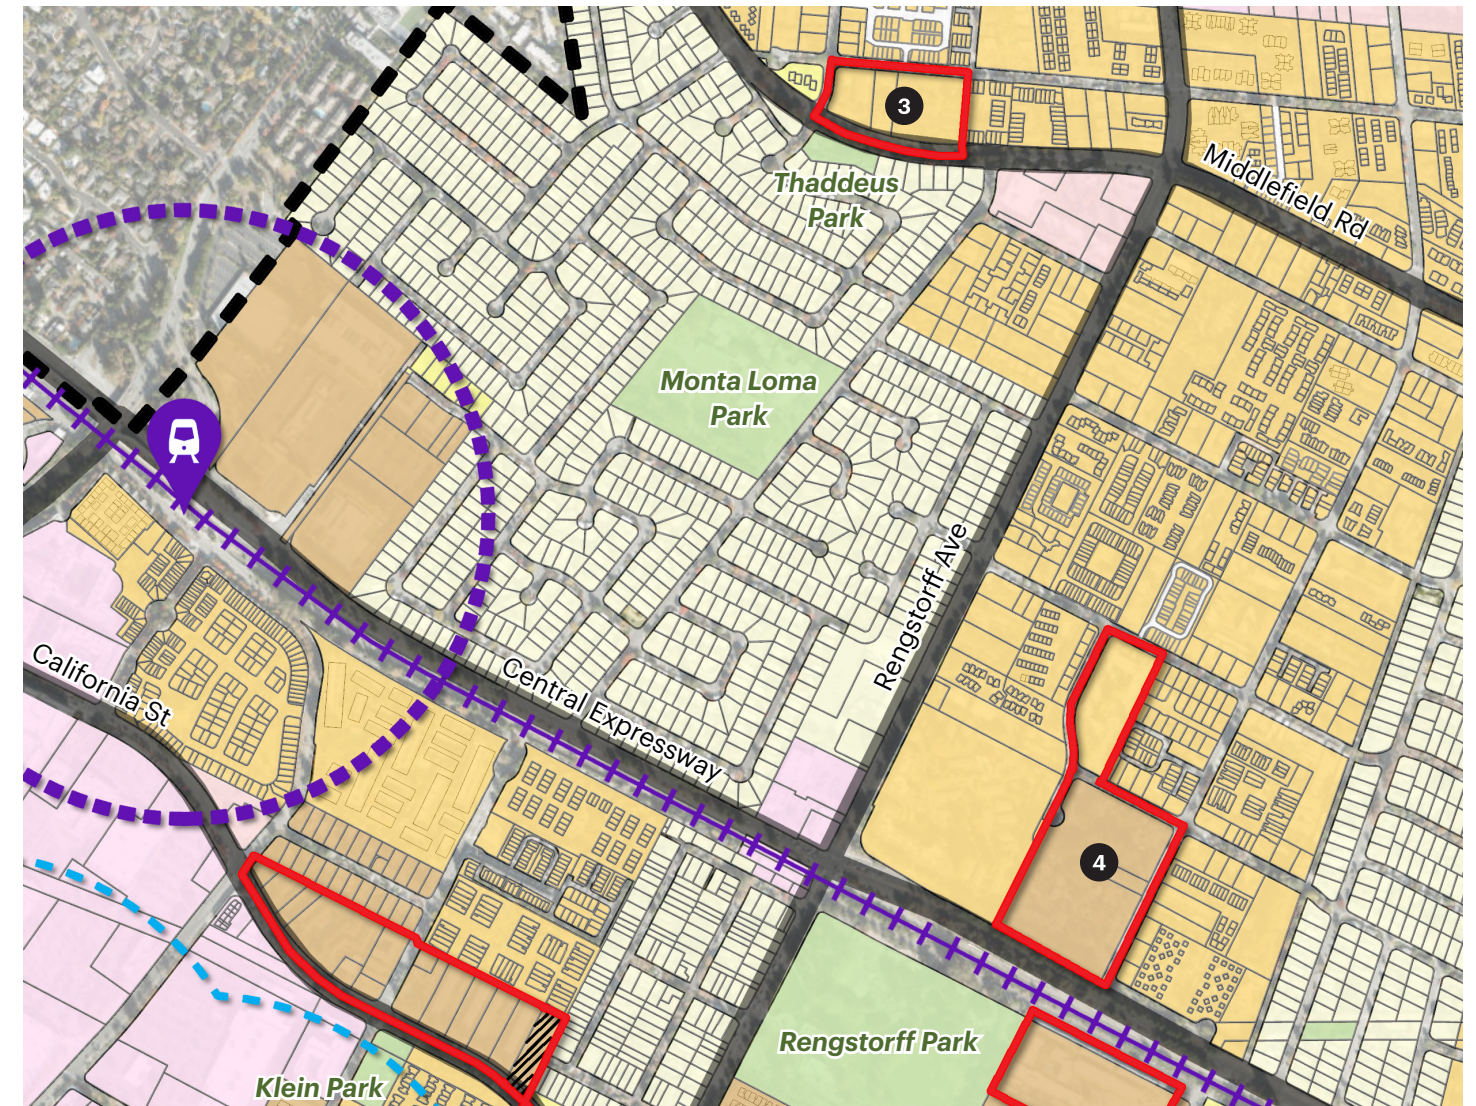 3
Thaddeus
Park
Middlefield Rd
Monta Loma
Park
Rengstorff Ave
California St
Central Expressway
4
Rengstorff Park
Klein Park